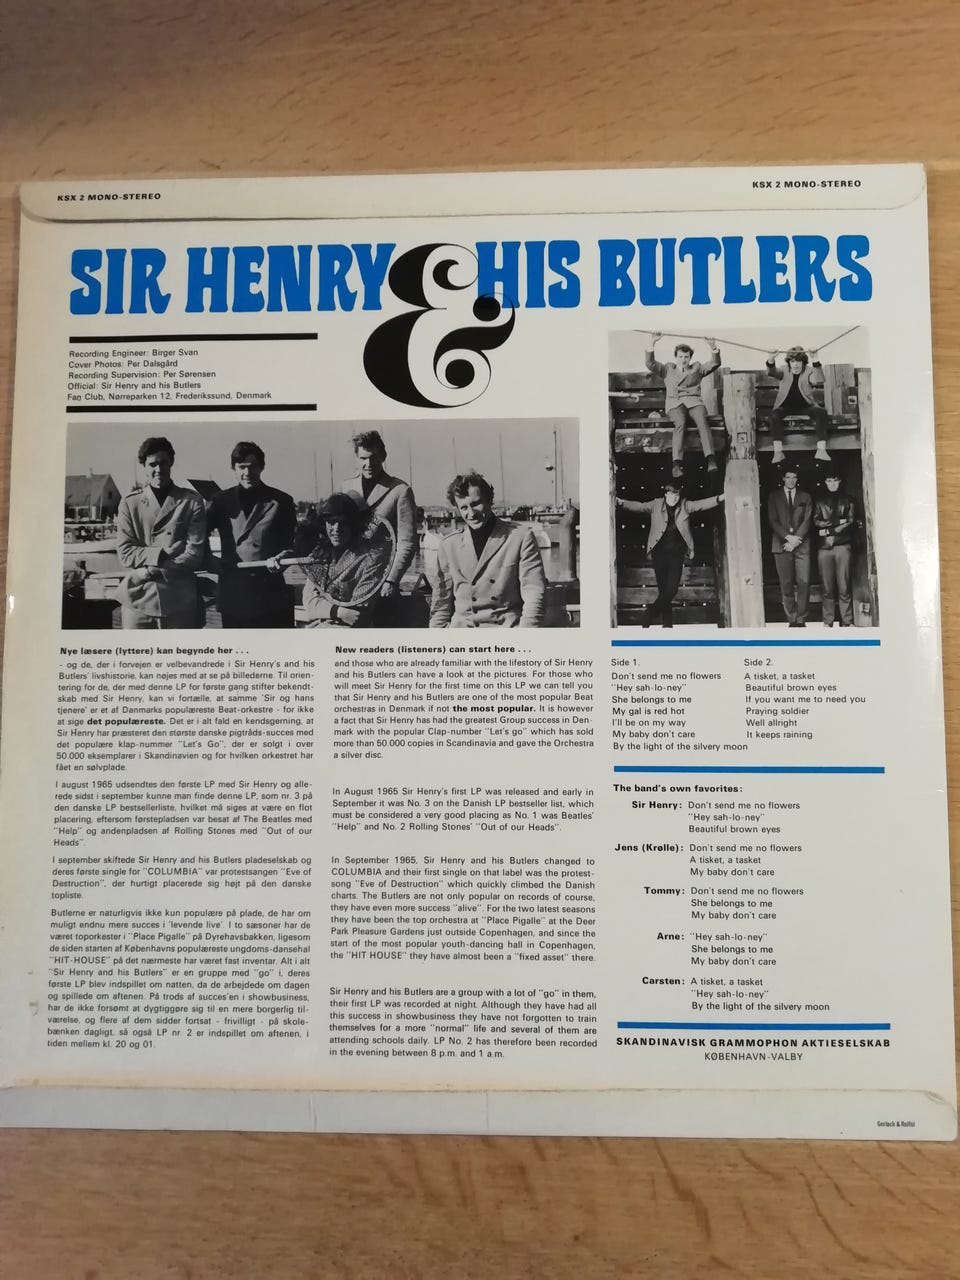 KSX 2 MONO-STEREO
KSX 2 MONO-STEREO
SIR HENRY & HIS BUTLERS
Recording Engineer: Birger Svan
Cover Photos: Per Dalsgård
Recording Supervision: Per Sørensen
Official: Sir Henry and his Butlers
Fan Club, Nørreparken 12, Frederikssund, Denmark
Nye læsere (lyttere) kan begynde her . . .
- og de, der i forvejen er velbevandrede i Sir Henry's and his
Butlers' livshistorie, kan nøjes med at se på billederne. Til orien-
tering for de, der med denne LP for første gang stifter bekendt-
skab med Sir Henry, kan vi fortælle, at samme 'Sir og hans
tjenere' er et af Danmarks populæreste Beat-orkestre - for ikke
at sige det populæreste. Det er i alt fald en kendsgerning, at
Sir Henry har præsteret den største danske pigtråds-succes med
det populære klap-nummer "Let's Go", der er solgt i over
50.000 eksemplarer i Skandinavien og for hvilken orkestret har
fået en sølvplade.
I august 1965 udsendtes den første LP med Sir Henry og alle-
rede sidst i september kunne man finde denne LP, som nr. 3 på
den danske LP bestsellerliste, hvilket må siges at være en flot
placering, eftersom førstepladsen var besat af The Beatles med
"Help" og andenpladsen af Rolling Stones med "Out of our
Heads".
I september skiftede Sir Henry and his Butlers pladeselskab og
deres første single for "COLUMBIA" var protestsangen "Eve of
Destruction", der hurtigt placerede sig højt på den danske
topliste.
Butlerne er naturligvis ikke kun populære på plade, de har om
muligt endnu mere succes i 'levende live'. I to sæsoner har de
været toporkester i "Place Pigalle" på Dyrehavsbakken, ligesom
de siden starten af Københavns populæreste ungdoms-dansehal
"HIT-HOUSE" på det nærmeste har været fast inventar. Alt i alt
"Sir Henry and his Butlers" er en gruppe med "go" i, deres
første LP blev indspillet om natten, da de arbejdede om dagen
og spillede om aftenen. På trods af succes'en i showbusiness,
har de ikke forsømt at dygtiggøre sig til en mere borgerlig til-
værelse, og flere af dem sidder fortsat - frivilligt - på skole-
bænken dagligt, så også LP nr. 2 er indspillet om aftenen, i
tiden mellem kl. 20 og 01.
New readers (listeners) can start here . . .
and those who are already familiar with the lifestory of Sir Henry
and his Butlers can have a look at the pictures. For those who
will meet Sir Henry for the first time on this LP we can tell you
that Sir Henry and his Butlers are one of the most popular Beat
orchestras in Denmark if not the most popular. It is however
a fact that Sir Henry has had the greatest Group success in Den-
mark with the popular Clap-number "Let's go" which has sold
more than 50.000 copies in Scandinavia and gave the Orchestra
a silver disc.
In August 1965 Sir Henry's first LP was released and early in
September it was No. 3 on the Danish LP bestseller list, which
must be considered a very good placing as No. 1 was Beatles'
"Help" and No. 2 Rolling Stones' "Out of our Heads".
In September 1965, Sir Henry and his Butlers changed to
COLUMBIA and their first single on that label was the protest-
song "Eve of Destruction" which quickly climbed the Danish
charts. The Butlers are not only popular on records of course,
they have even more success "alive". For the two latest seasons
they have been the top orchestra at "Place Pigalle" at the Deer
Park Pleasure Gardens just outside Copenhagen, and since the
start of the most popular youth-dancing hall in Copenhagen,
the "HIT HOUSE" they have almost been a "fixed asset" there.
Sir Henry and his Butlers are a group with a lot of "go" in them,
their first LP was recorded at night. Although they have had all
this success in showbusiness they have not forgotten to train
themselves for a more "normal" life and several of them are
attending schools daily. LP No. 2 has therefore been recorded
in the evening between 8 p.m. and 1 a.m.
Side 1.
Don't send me no flowers
"Hey sah-lo-ney"
She belongs to me
My gal is red hot
I'll be on my way
My baby don't care
By the light of the silvery moon
Side 2.
A tisket, a tasket
Beautiful brown eyes
If you want me to need you
Praying soldier
Well allright
It keeps raining
The band's own favorites:
Sir Henry: Don't send me no flowers
"Hey sah-lo-ney"
Beautiful brown eyes
Jens (Krølle): Don't send me no flowers
A tisket, a tasket
My baby don't care
Tommy: Don't send me no flowers
She belongs to me
My baby don't care
Arne: "Hey sah-lo-ney"
She belongs to me
My baby don't care
Carsten: A tisket, a tasket
"Hey sah-lo-ney"
By the light of the silvery moon
SKANDINAVISK GRAMMOPHON AKTIESELSKAB
KØBENHAVN-VALBY